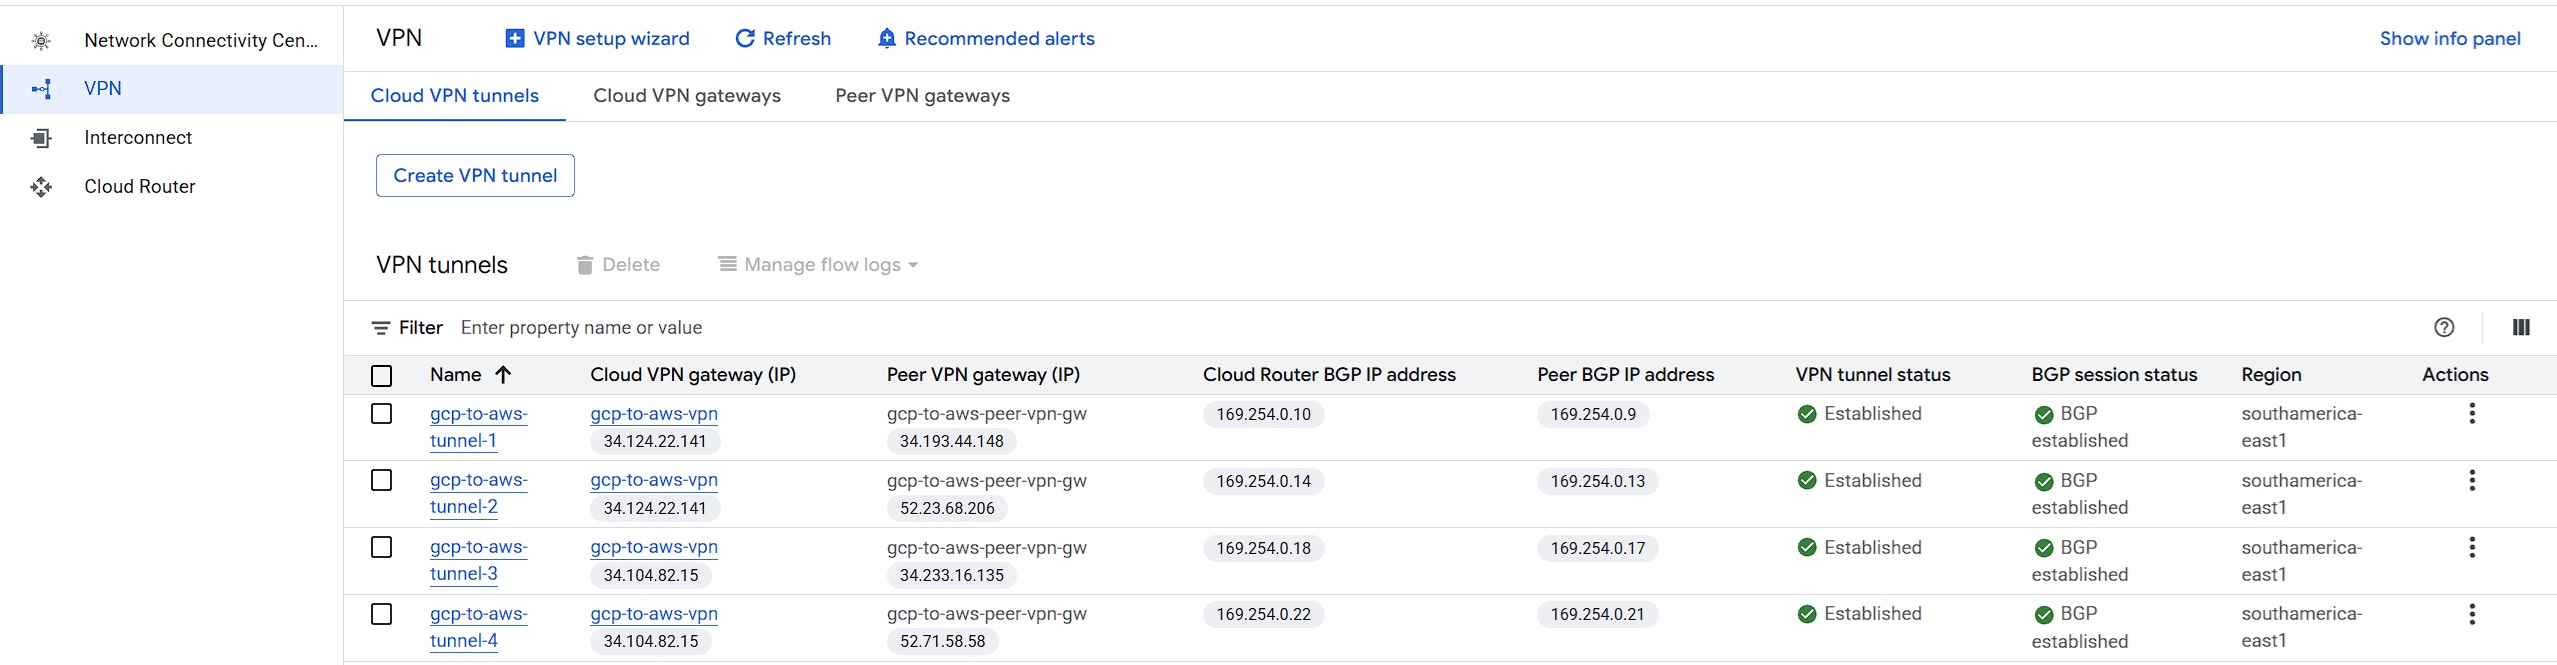 Network Connectivity Cen...
VPN
Interconnect
Cloud Router
VPN VPN setup wizard Refresh Recommended alerts Show info panel
Cloud VPN tunnels Cloud VPN gateways Peer VPN gateways
Create VPN tunnel
VPN tunnels Delete Manage flow logs
Filter Enter property name or value
Name Cloud VPN gateway (IP) Peer VPN gateway (IP) Cloud Router BGP IP address Peer BGP IP address VPN tunnel status BGP session status Region Actions
gcp-to-aws- gcp-to-aws-vpn gcp-to-aws-peer-vpn-gw 169.254.0.10 169.254.0.9 Established BGP southamerica-
tunnel-1 34.124.22.141 34.193.44.148 established east1
gcp-to-aws- gcp-to-aws-vpn gcp-to-aws-peer-vpn-gw 169.254.0.14 169.254.0.13 Established BGP southamerica-
tunnel-2 34.124.22.141 52.23.68.206 established east1
gcp-to-aws- gcp-to-aws-vpn gcp-to-aws-peer-vpn-gw 169.254.0.18 169.254.0.17 Established BGP southamerica-
tunnel-3 34.104.82.15 34.233.16.135 established east1
gcp-to-aws- gcp-to-aws-vpn gcp-to-aws-peer-vpn-gw 169.254.0.22 169.254.0.21 Established BGP southamerica-
tunnel-4 34.104.82.15 52.71.58.58 established east1